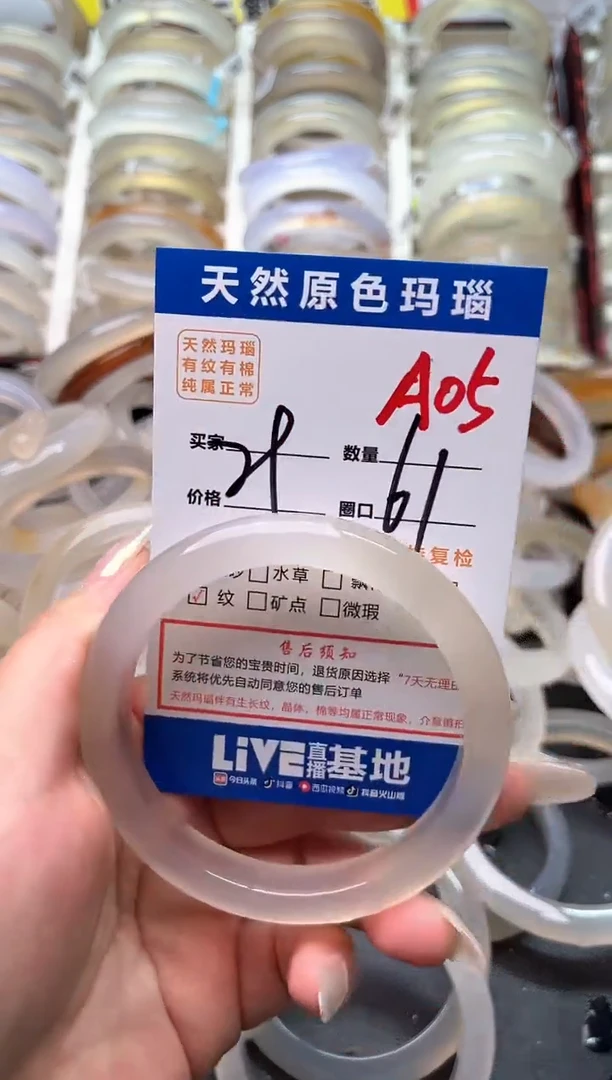 天然原色玛瑙
天然玛瑙
有纹有棉
纯属正常
A05
买家
数量
价格
圈口 61
复检
水草
纹 矿点 微瑕
售后须知
为了节省您的宝贵时间，退货原因选择“7天无理
系统将优先自动同意您的售后订单
天然玛瑙伴有生长纹，晶体，棉等均属正常现象，介意慎拍
LiVE直播基地
今日头条 抖音 西瓜视频 抖音火山版